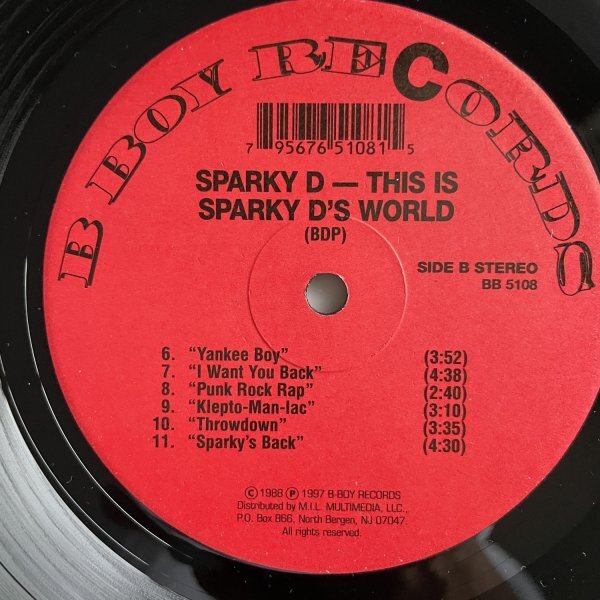 B BOY RECORDS
7 95676 51081 5
SPARKY D — THIS IS
SPARKY D'S WORLD
(BDP)
SIDE B STEREO
BB 5108
6. "Yankee Boy" (3:52)
7. "I Want You Back" (4:38)
8. "Punk Rock Rap" (2:40)
9. "Klepto-Man-Iac" (3:10)
10. "Throwdown" (3:35)
11. "Sparky's Back" (4:30)
© 1988 ℗ 1997 B-BOY RECORDS
Distributed by M.I.L. MULTIMEDIA, LLC.,
P.O. Box 866, North Bergen, NJ 07047
All rights reserved.